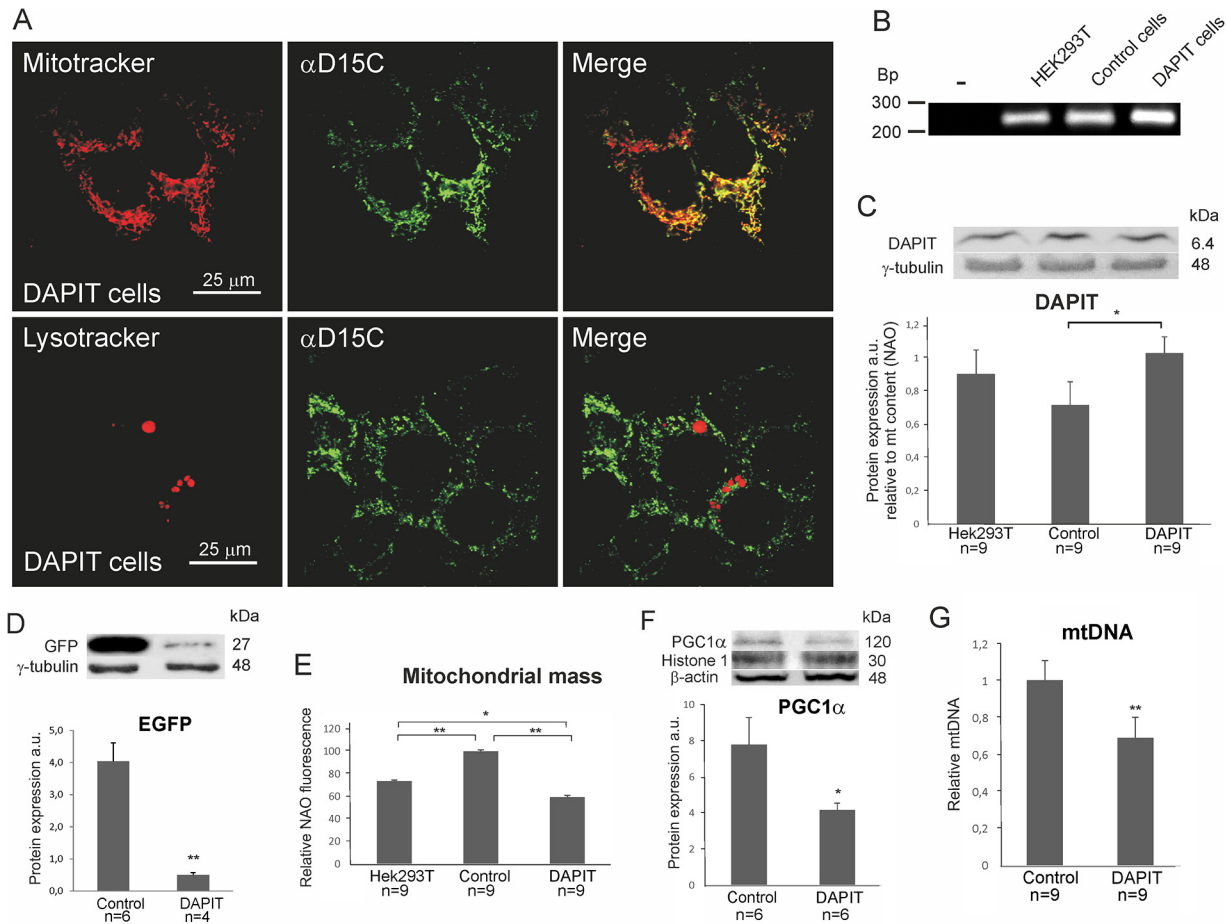 A
Mitotracker
αD15C
Merge
DAPIT cells
25 µm
Lysotracker
αD15C
Merge
DAPIT cells
25 µm
B
Bp
-
HEK293T
Control cells
DAPIT cells
300
200
C
kDa
DAPIT
6.4
γ-tubulin
48
DAPIT
Protein expression a.u.
relative to mt content (NAO)
1,2
1
0,8
0,6
0,4
0,2
0
*
Hek293T
n=9
Control
n=9
DAPIT
n=9
D
kDa
GFP
27
γ-tubulin
48
EGFP
Protein expression a.u.
5,0
4,0
3,0
2,0
1,0
0,0
**
Control
n=6
DAPIT
n=4
E
Mitochondrial mass
Relative NAO fluorescence
120
100
80
60
40
20
0
*
** **
Hek293T
n=9
Control
n=9
DAPIT
n=9
F
kDa
PGC1α
120
Histone 1
30
β-actin
48
PGC1α
Protein expression a.u.
10
8
6
4
2
0
*
Control
n=6
DAPIT
n=6
G
mtDNA
Relative mtDNA
1,2
1
0,8
0,6
0,4
0,2
0
**
Control
n=9
DAPIT
n=9